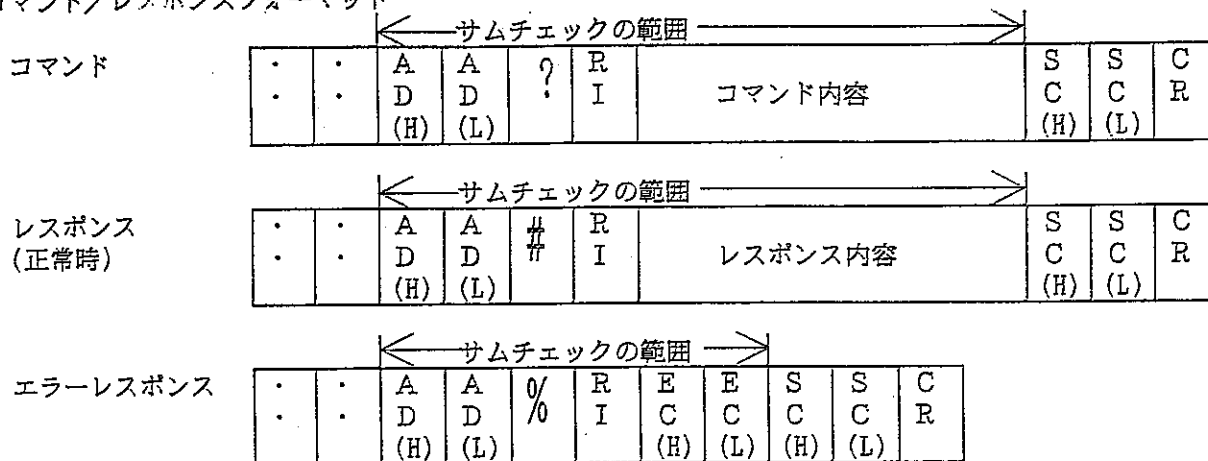 コマンド/レスポンスフォーマット
サムチェックの範囲
コマンド
: : A A ? R コマンド内容 S S C
D D I C C R
(H) (L) (H) (L)
サムチェックの範囲
レスポンス
(正常時)
: : A A # R レスポンス内容 S S C
D D I C C R
(H) (L) (H) (L)
サムチェックの範囲
エラーレスポンス
: : A A % R E E S S C
D D I C C C C R
(H) (L) (H) (L) (H) (L)